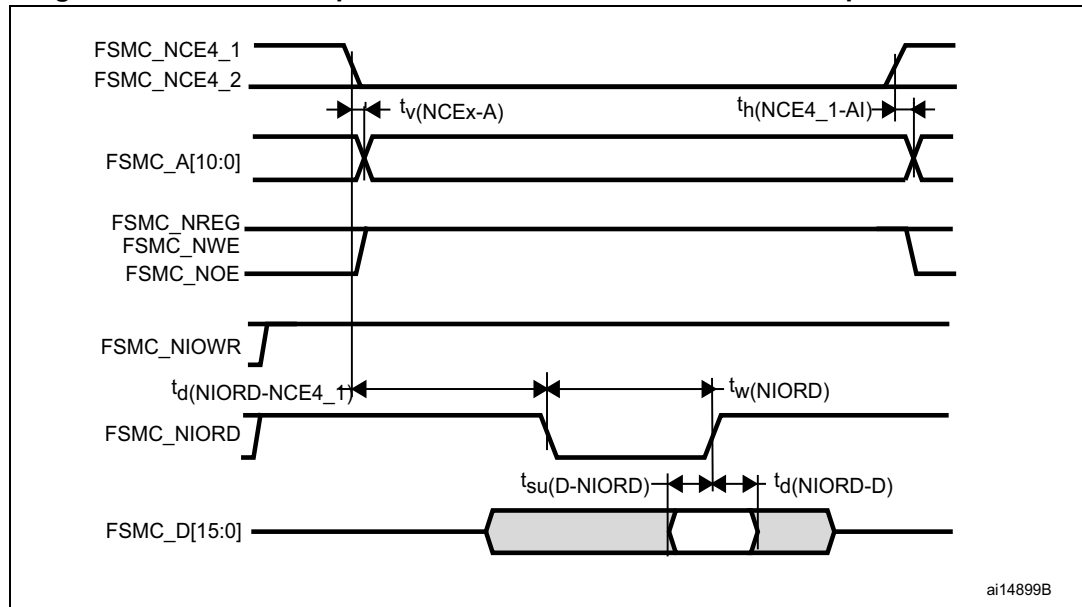 FSMC_NCE4_1
FSMC_NCE4_2
tv(NCEx-A)
th(NCE4_1-AI)
FSMC_A[10:0]
FSMC_NREG
FSMC_NWE
FSMC_NOE
FSMC_NIOWR
td(NIORD-NCE4_1)
tw(NIORD)
FSMC_NIORD
tsu(D-NIORD)
td(NIORD-D)
FSMC_D[15:0]
ai14899B